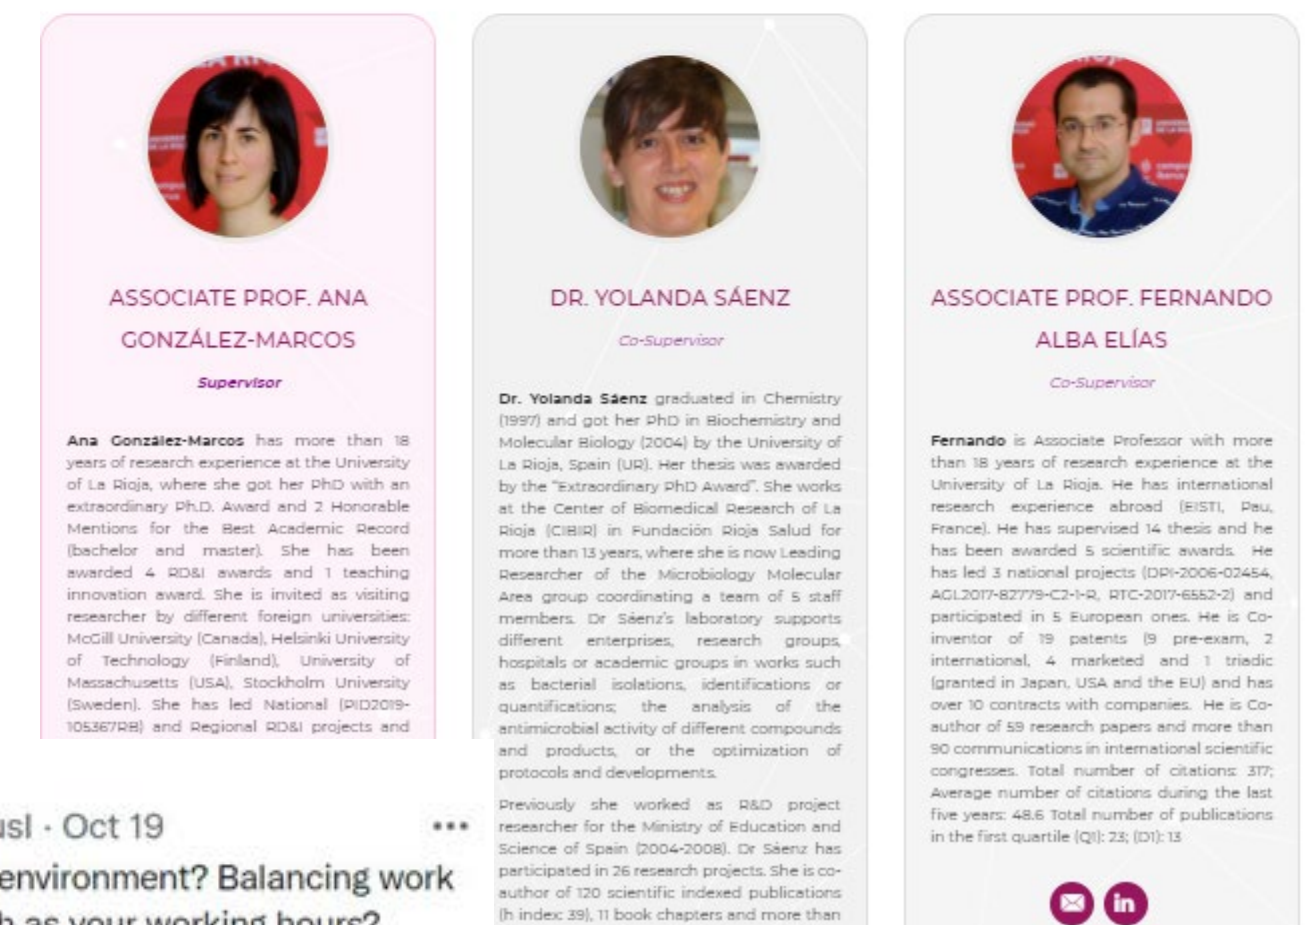 ASSOCIATE PROF. ANA
GONZÁLEZ-MARCOS
Supervisor
Ana González-Marcos has more than 18
years of research experience at the University
of La Rioja, where she got her PhD with an
extraordinary Ph.D. Award and 2 Honorable
Mentions for the Best Academic Record
(bachelor and master). She has been
awarded 4 RD&I awards and 1 teaching
innovation award. She is invited as visiting
researcher by different foreign universities:
McGill University (Canada), Helsinki University
of Technology (Finland), University of
Massachusetts (USA), Stockholm University
(Sweden). She has led National (PID2019-
105367RB) and Regional RD&I projects and
usl · Oct 19
environment? Balancing work
h as your working hours?
DR. YOLANDA SÁENZ
Co-Supervisor
Dr. Yolanda Sáenz graduated in Chemistry
(1997) and got her PhD in Biochemistry and
Molecular Biology (2004) by the University of
La Rioja, Spain (UR). Her thesis was awarded
by the "Extraordinary PhD Award". She works
at the Center of Biomedical Research of La
Rioja (CIBIR) in Fundación Rioja Salud for
more than 13 years, where she is now Leading
Researcher of the Microbiology Molecular
Area group coordinating a team of 5 staff
members. Dr Sáenz's laboratory supports
different enterprises, research groups,
hospitals or academic groups in works such
as bacterial isolations, identifications or
quantifications; the analysis of the
antimicrobial activity of different compounds
and products, or the optimization of
protocols and developments.
Previously she worked as R&D project
researcher for the Ministry of Education and
Science of Spain (2004-2008). Dr Sáenz has
participated in 26 research projects. She is co-
author of 120 scientific indexed publications
(h index: 39), 11 book chapters and more than
ASSOCIATE PROF. FERNANDO
ALBA ELÍAS
Co-Supervisor
Fernando is Associate Professor with more
than 18 years of research experience at the
University of La Rioja. He has international
research experience abroad (EISTI, Pau,
France). He has supervised 14 thesis and he
has been awarded 5 scientific awards. He
has led 3 national projects (DPI-2006-02454,
AGL2017-82779-C2-1-R, RTC-2017-6552-2) and
participated in 5 European ones. He is Co-
inventor of 19 patents (9 pre-exam, 2
international, 4 marketed and 1 triadic
(granted in Japan, USA and the EU) and has
over 10 contracts with companies. He is Co-
author of 59 research papers and more than
90 communications in international scientific
congresses. Total number of citations: 317;
Average number of citations during the last
five years: 48.6 Total number of publications
in the first quartile (Q1): 23; (D1): 13
in